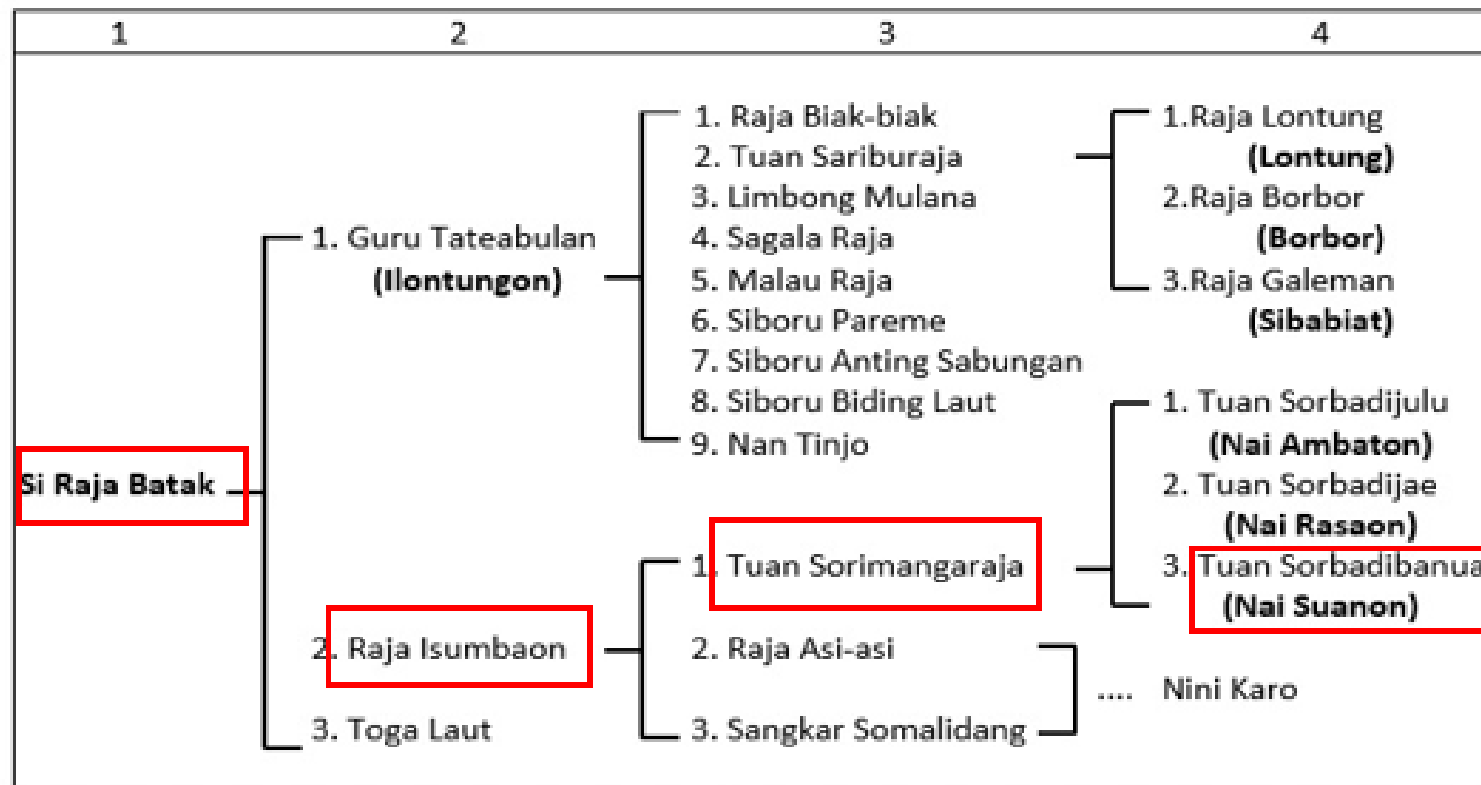 1 2 3 4
1. Raja Biak-biak
2. Tuan Sariburaja
3. Limbong Mulana
4. Sagala Raja
5. Malau Raja
6. Siboru Pareme
7. Siboru Anting Sabungan
8. Siboru Biding Laut
9. Nan Tinjo
1.Raja Lontung
(Lontung)
2.Raja Borbor
(Borbor)
3.Raja Galeman
(Sibabiat)
1. Guru Tateabulan
(Ilontungon)
Si Raja Batak
1. Tuan Sorbadijulu
(Nai Ambaton)
2. Tuan Sorbadijae
(Nai Rasaon)
3. Tuan Sorbadibanua
(Nai Suanon)
1. Tuan Sorimangaraja
2. Raja Isumbaon
2. Raja Asi-asi
.... Nini Karo
3. Toga Laut
3. Sangkar Somalidang